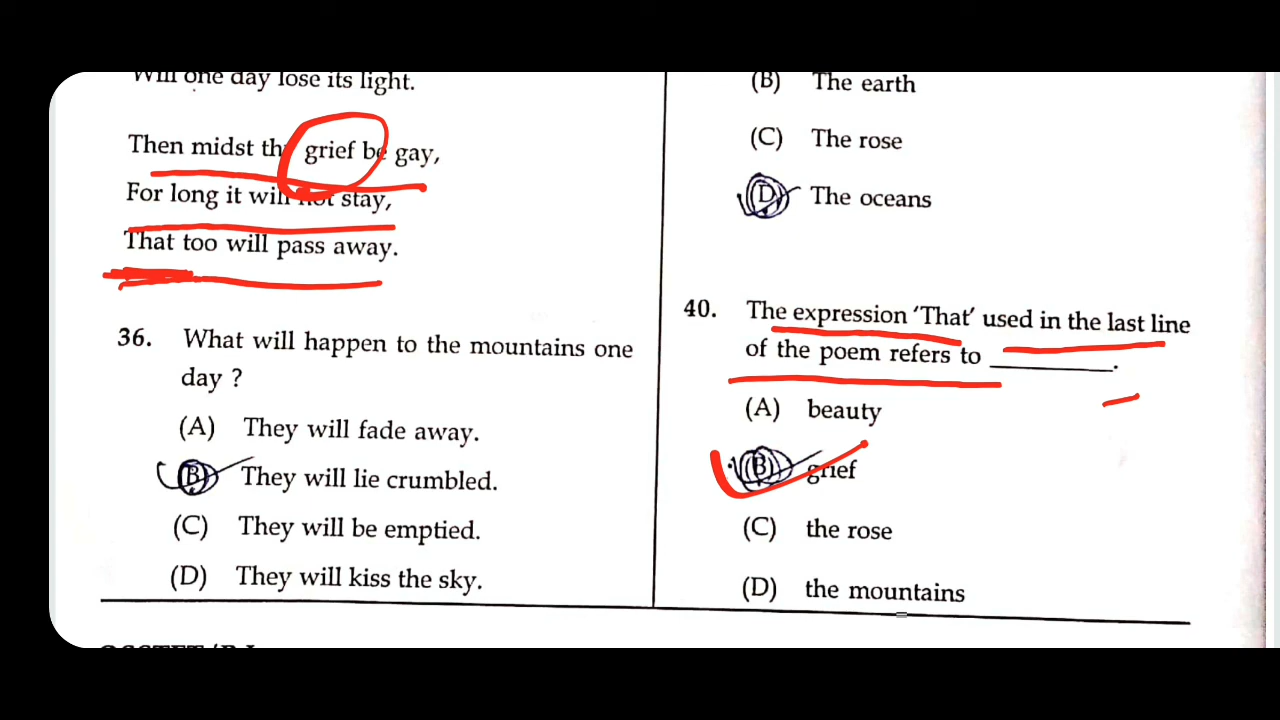 Will one day lose its light.
Then midst the grief be gay,
For long it will not stay,
That too will pass away.
36. What will happen to the mountains one
day ?
(A) They will fade away.
(B) They will lie crumbled.
(C) They will be emptied.
(D) They will kiss the sky.
(B) The earth
(C) The rose
(D) The oceans
40. The expression 'That' used in the last line
of the poem refers to ____________.
(A) beauty
(B) grief
(C) the rose
(D) the mountains